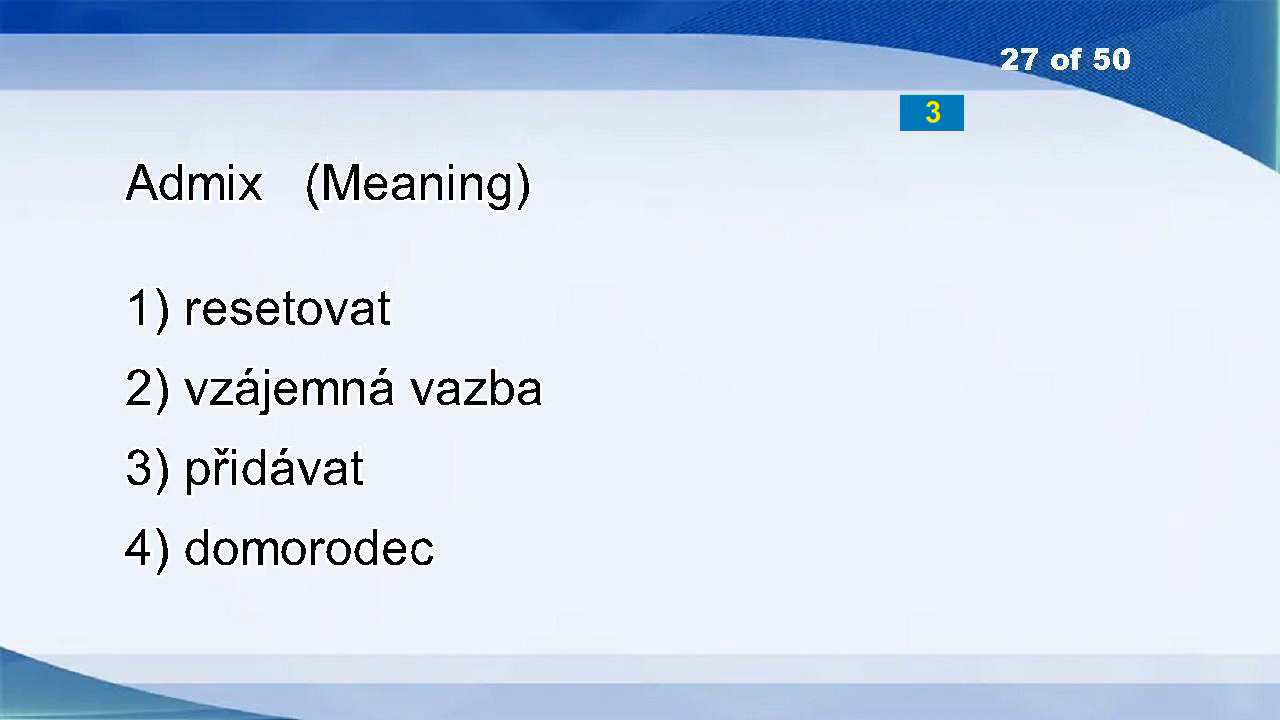 27 of 50
3
Admix (Meaning)
1) resetovat
2) vzájemná vazba
3) přidávat
4) domorodec